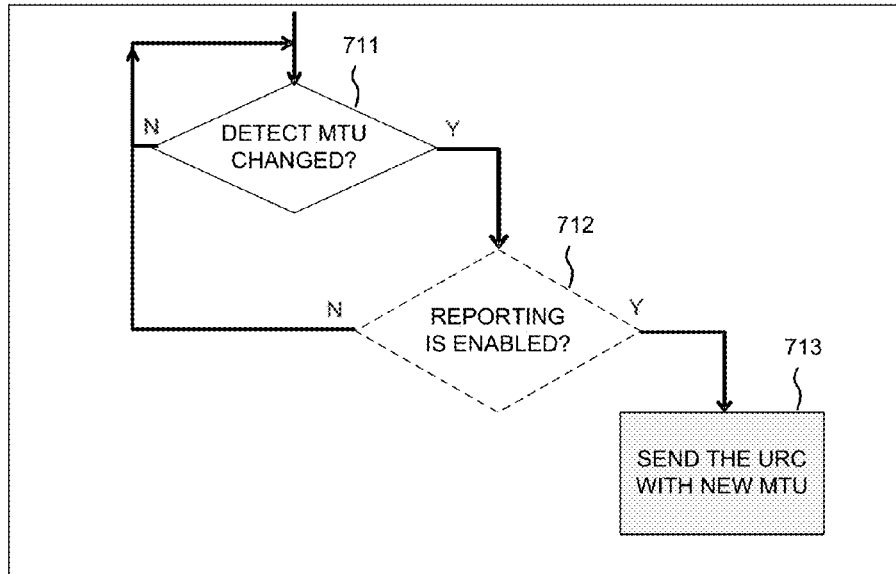 711
N
DETECT MTU
CHANGED?
Y
712
N
REPORTING
IS ENABLED?
Y
713
SEND THE URC
WITH NEW MTU